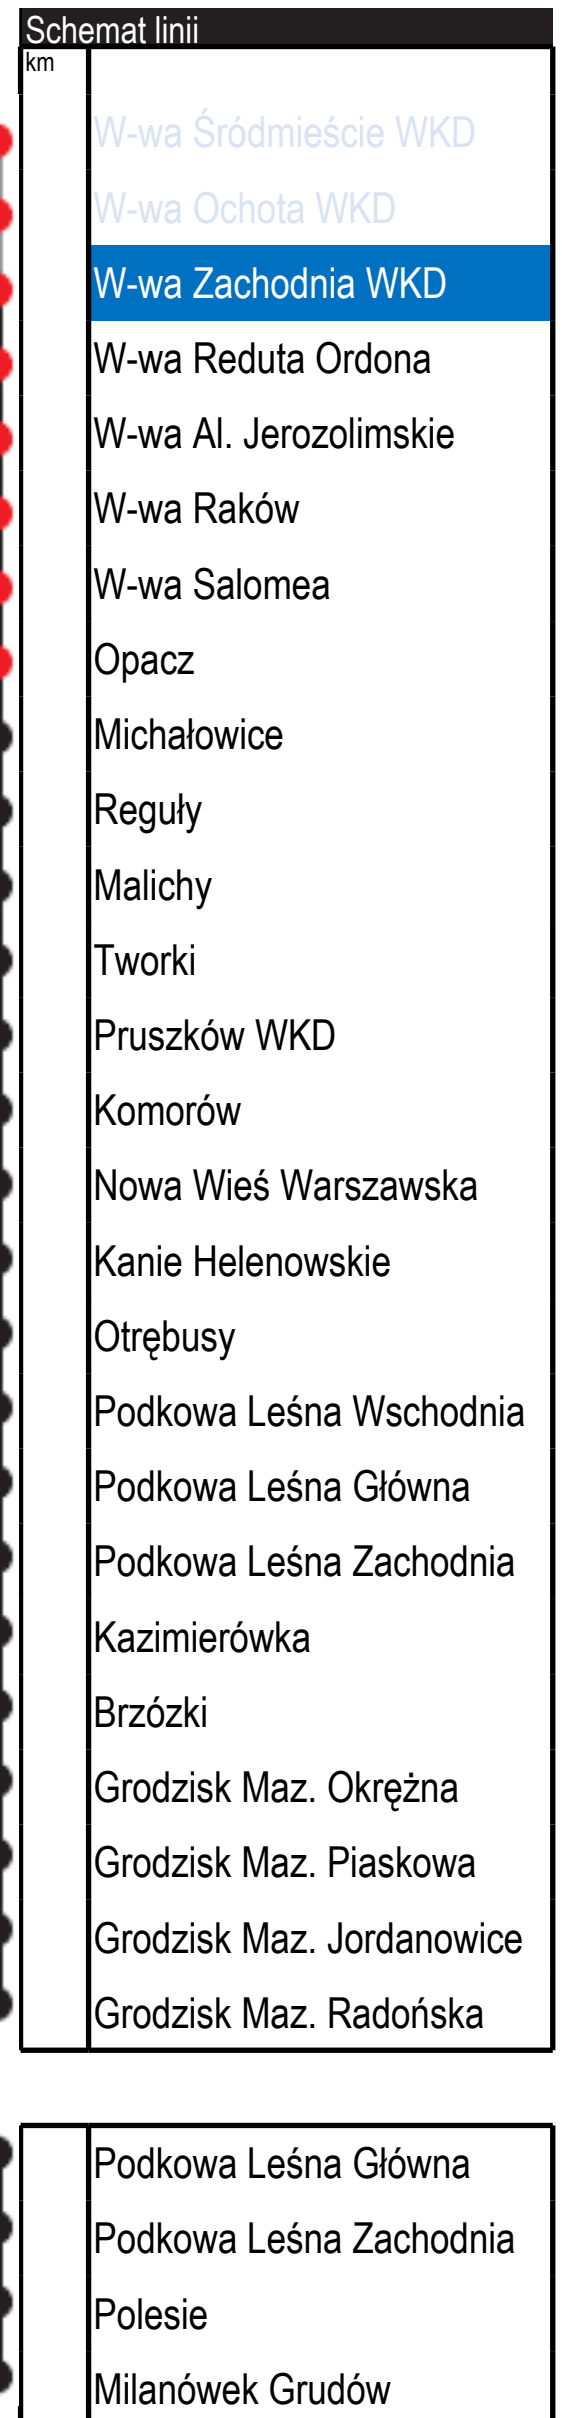 Schemat linii
km
W-wa Śródmieście WKD
W-wa Ochota WKD
W-wa Zachodnia WKD
W-wa Reduta Ordona
W-wa Al. Jerozolimskie
W-wa Raków
W-wa Salomea
Opacz
Michałowice
Reguły
Malichy
Tworki
Pruszków WKD
Komorów
Nowa Wieś Warszawska
Kanie Helenowskie
Otrębusy
Podkowa Leśna Wschodnia
Podkowa Leśna Główna
Podkowa Leśna Zachodnia
Kazimierówka
Brzózki
Grodzisk Maz. Okrężna
Grodzisk Maz. Piaskowa
Grodzisk Maz. Jordanowice
Grodzisk Maz. Radońska
Podkowa Leśna Główna
Podkowa Leśna Zachodnia
Polesie
Milanówek Grudów